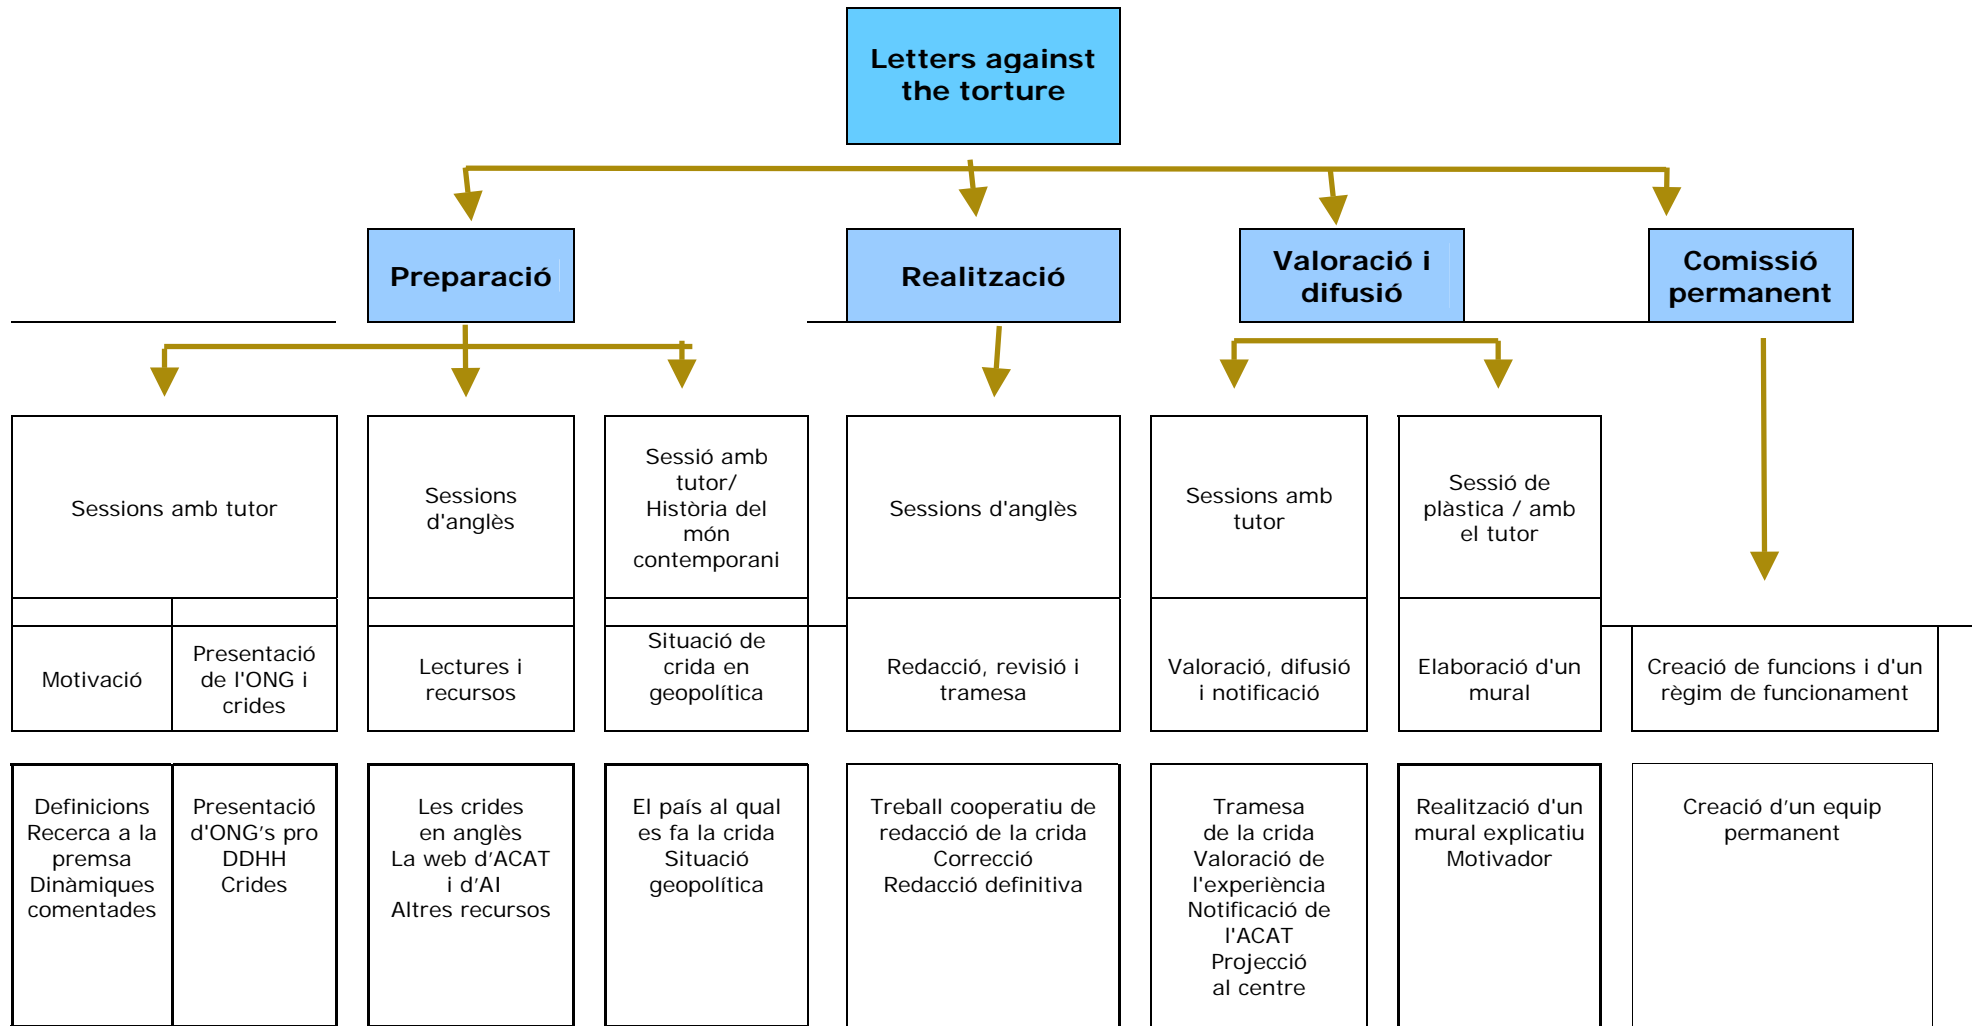 Letters against
the torture
Preparació
Realització
Valoració i
difusió
Comissió
permanent
Sessions amb tutor
Sessions
d'anglès
Sessió amb
tutor/
Història del
món
contemporani
Sessions d'anglès
Sessions amb
tutor
Sessió de
plàstica / amb
el tutor
Motivació
Presentació
de l'ONG i
crides
Lectures i
recursos
Situació de
crida en
geopolítica
Redacció, revisió i
tramesa
Valoració, difusió
i notificació
Elaboració d'un
mural
Creació de funcions i d'un
règim de funcionament
Definicions
Recerca a la
premsa
Dinàmiques
comentades
Presentació
d'ONG's pro
DDHH
Crides
Les crides
en anglès
La web d'ACAT
i d'AI
Altres recursos
El país al qual
es fa la crida
Situació
geopolítica
Treball cooperatiu de
redacció de la crida
Correcció
Redacció definitiva
Tramesa
de la crida
Valoració de
l'experiència
Notificació de
l'ACAT
Projecció
al centre
Realització d'un
mural explicatiu
Motivador
Creació d'un equip
permanent